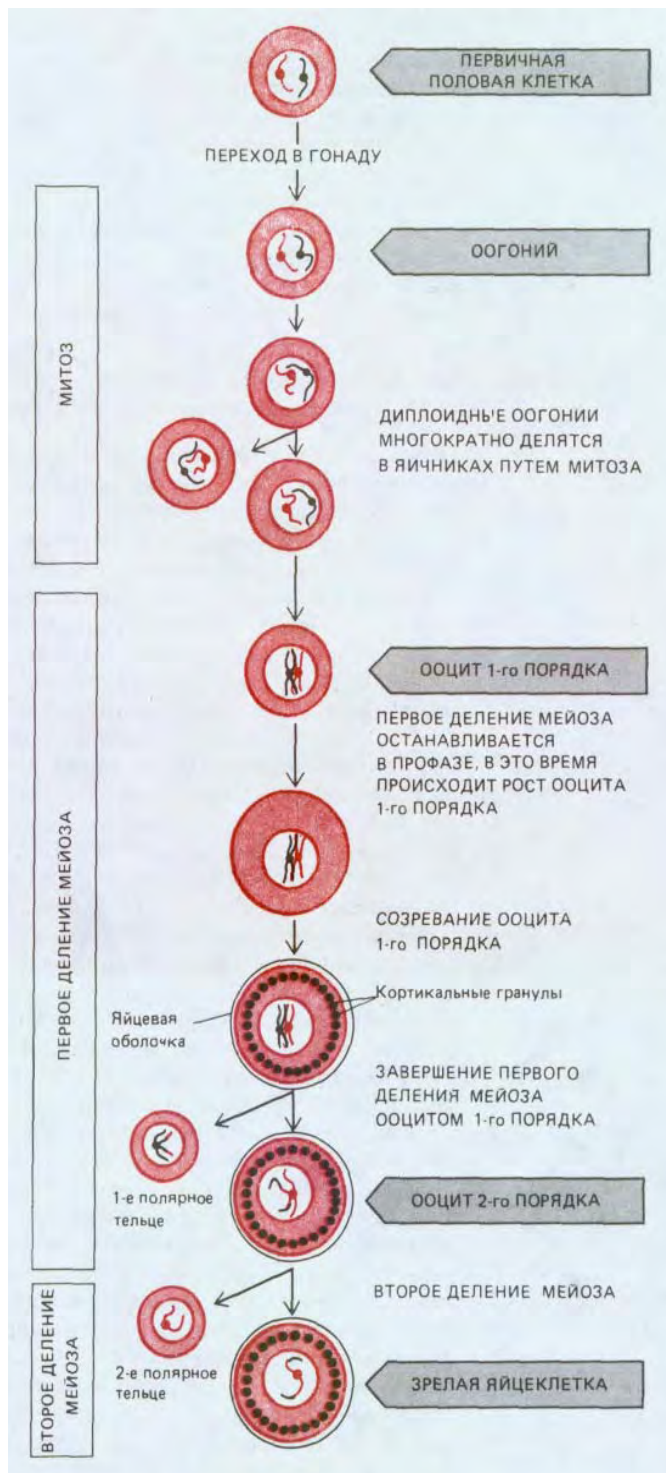 ПЕРВИЧНАЯ
ПОЛОВАЯ КЛЕТКА
ПЕРЕХОД В ГОНАДУ
ООГОНИЙ
МИТОЗ
ДИПЛОИДНЫЕ ООГОНИИ
МНОГОКРАТНО ДЕЛЯТСЯ
В ЯИЧНИКАХ ПУТЕМ МИТОЗА
ПЕРВОЕ ДЕЛЕНИЕ МЕЙОЗА
ООЦИТ 1-го ПОРЯДКА
ПЕРВОЕ ДЕЛЕНИЕ МЕЙОЗА
ОСТАНАВЛИВАЕТСЯ
В ПРОФАЗЕ, В ЭТО ВРЕМЯ
ПРОИСХОДИТ РОСТ ООЦИТА
1-го ПОРЯДКА
СОЗРЕВАНИЕ ООЦИТА
1-го ПОРЯДКА
Яйцевая
оболочка
Кортикальные гранулы
ЗАВЕРШЕНИЕ ПЕРВОГО
ДЕЛЕНИЯ МЕЙОЗА
ООЦИТОМ 1-го ПОРЯДКА
1-е полярное
тельце
ООЦИТ 2-го ПОРЯДКА
ВТОРОЕ ДЕЛЕНИЕ
МЕЙОЗА
ВТОРОЕ ДЕЛЕНИЕ МЕЙОЗА
2-е полярное
тельце
ЗРЕЛАЯ ЯЙЦЕКЛЕТКА